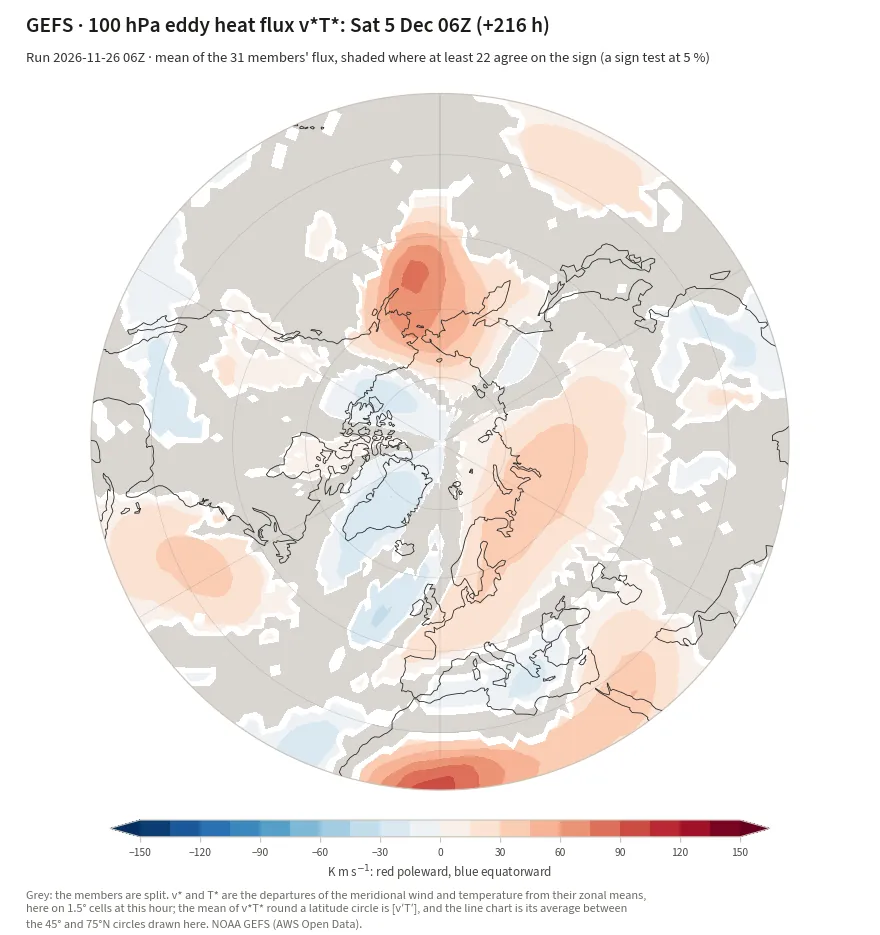 GEFS · 100 hPa eddy heat flux v*T*: Sat 5 Dec 06Z (+216 h)
Run 2026-11-26 06Z · mean of the 31 members' flux, shaded where at least 22 agree on the sign (a sign test at 5 %)
−150 −120 −90 −60 −30 0 30 60 90 120 150
K m s⁻¹: red poleward, blue equatorward
Grey: the members are split. v* and T* are the departures of the meridional wind and temperature from their zonal means,
here on 1.5° cells at this hour; the mean of v*T* round a latitude circle is [v'T'], and the line chart is its average between
the 45° and 75°N circles drawn here. NOAA GEFS (AWS Open Data).